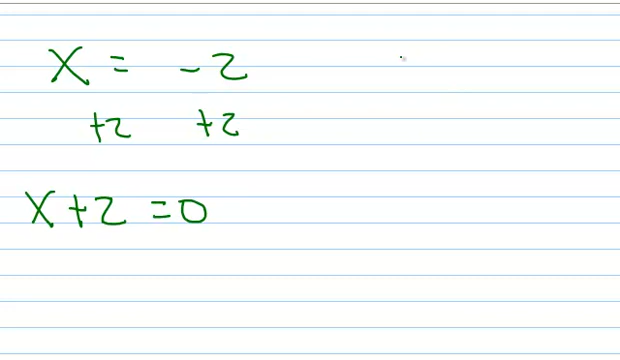 X = -2
+2 +2
X+2 =0